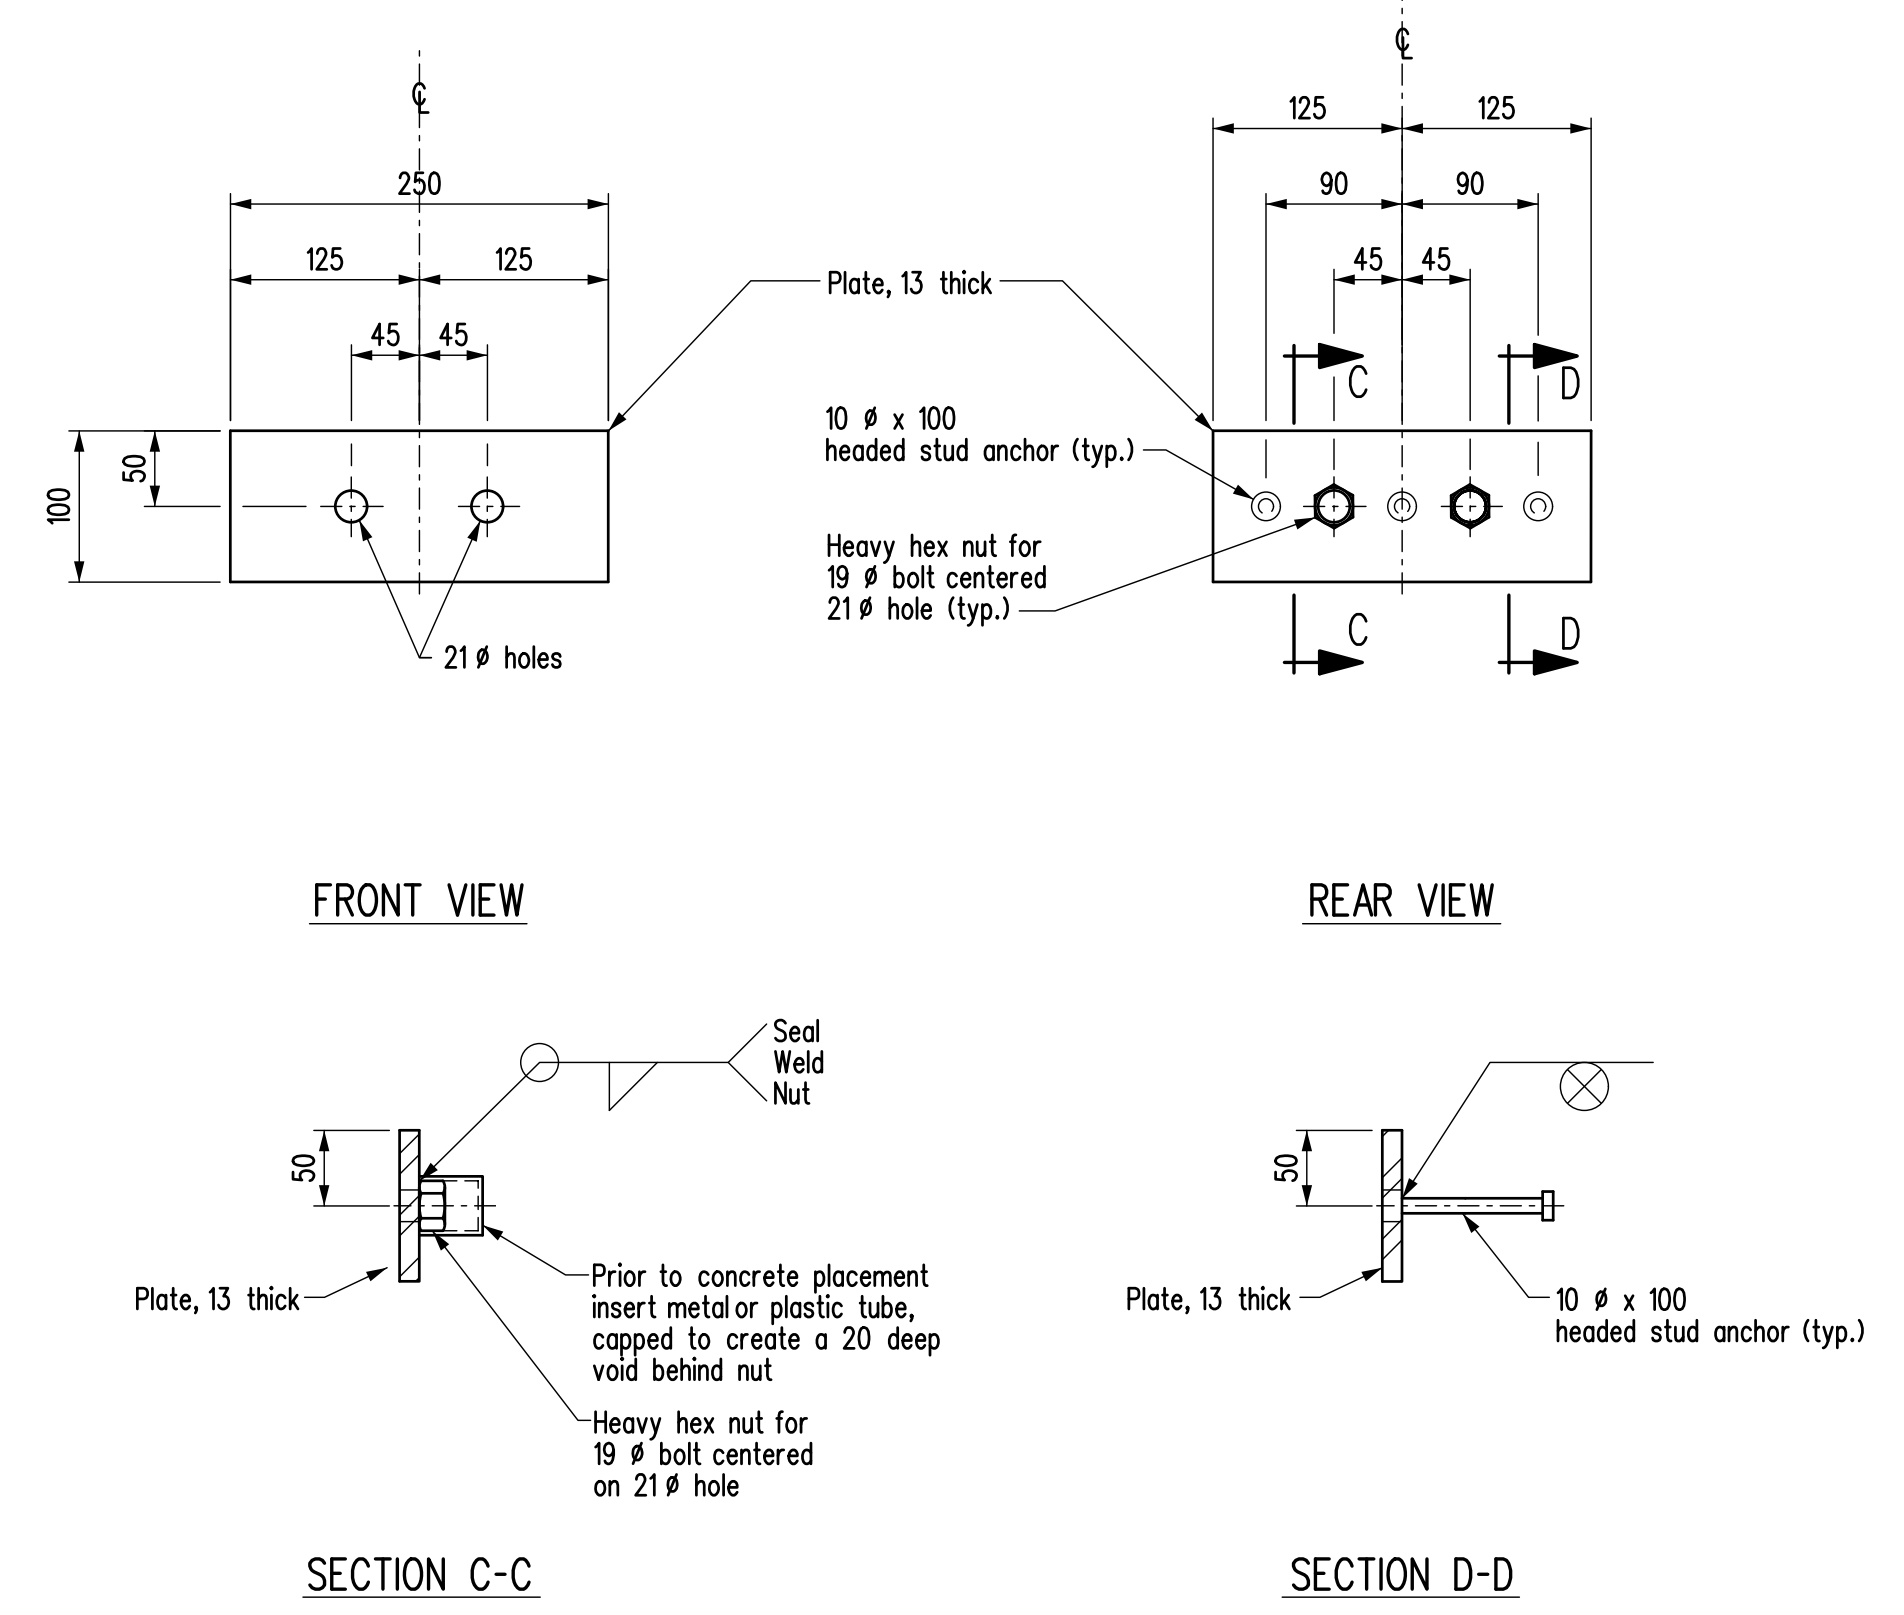 ℄
250
125 125
45 45
50
100
21 ø holes
FRONT VIEW
Plate, 13 thick
10 ø x 100
headed stud anchor (typ.)
Heavy hex nut for
19 ø bolt centered
21 ø hole (typ.)
℄
125 125
90 90
45 45
C D
C D
REAR VIEW
Seal
Weld
Nut
50
Plate, 13 thick
Prior to concrete placement
insert metal or plastic tube,
capped to create a 20 deep
void behind nut
Heavy hex nut for
19 ø bolt centered
on 21 ø hole
SECTION C-C
50
Plate, 13 thick
10 ø x 100
headed stud anchor (typ.)
SECTION D-D